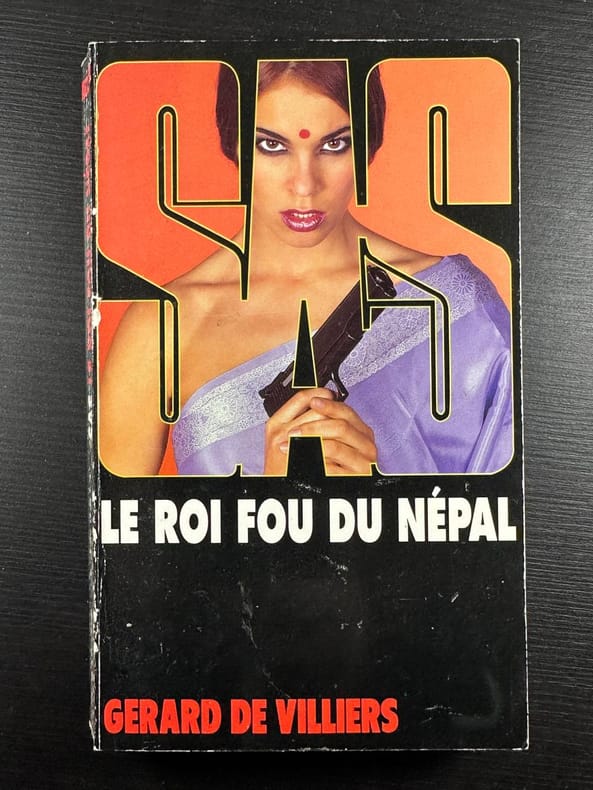 SAS
LE ROI FOU DU NÉPAL
GERARD DE VILLIERS